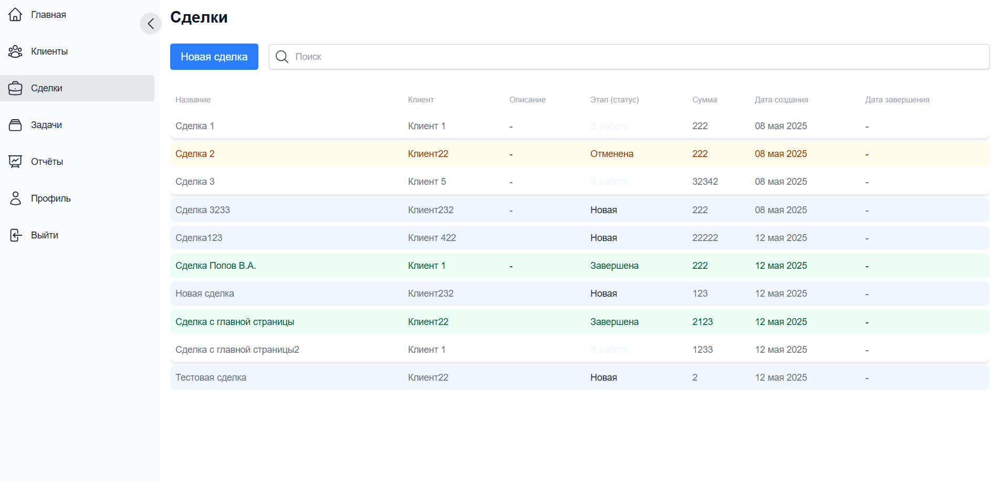 Главная
Клиенты
Сделки
Задачи
Отчёты
Профиль
Выйти
Сделки
Новая сделка Поиск
Название Клиент Описание Этап (статус) Сумма Дата создания Дата завершения
Сделка 1 Клиент 1 - В работе 222 08 мая 2025 -
Сделка 2 Клиент22 - Отменена 222 08 мая 2025 -
Сделка 3 Клиент 5 - В работе 32342 08 мая 2025 -
Сделка 3233 Клиент232 - Новая 222 08 мая 2025 -
Сделка123 Клиент 422 Новая 22222 12 мая 2025 -
Сделка Попов В.А. Клиент 1 - Завершена 222 12 мая 2025 -
Новая сделка Клиент232 Новая 123 12 мая 2025 -
Сделка с главной страницы Клиент22 Завершена 2123 12 мая 2025 -
Сделка с главной страницы2 Клиент 1 В работе 1233 12 мая 2025 -
Тестовая сделка Клиент22 Новая 2 12 мая 2025 -